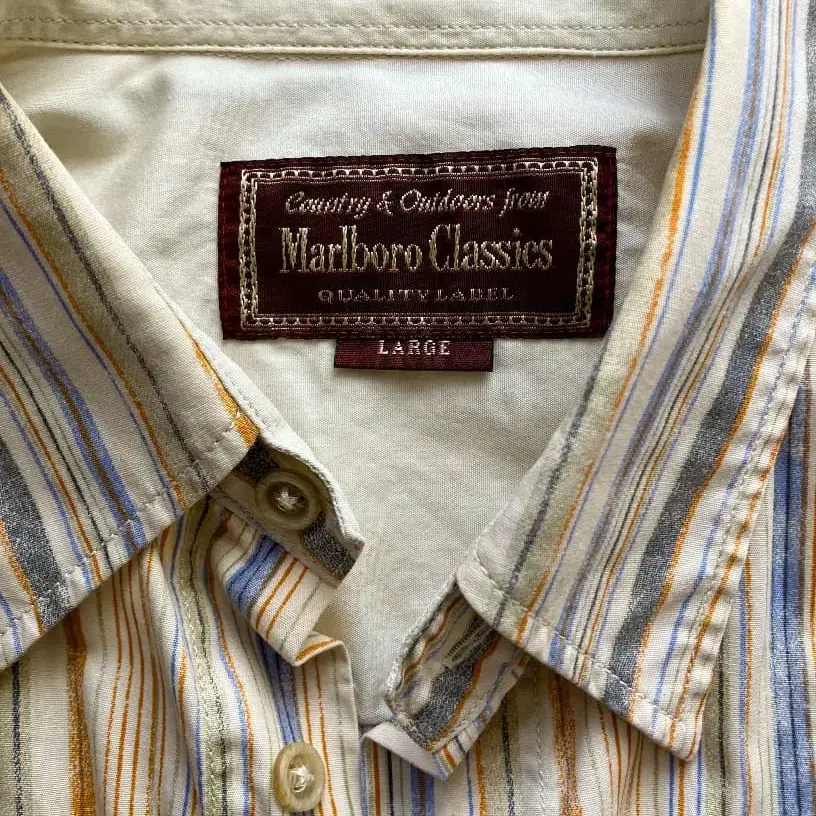 Country & Outdoors from
Marlboro Classics
QUALITY LABEL
LARGE